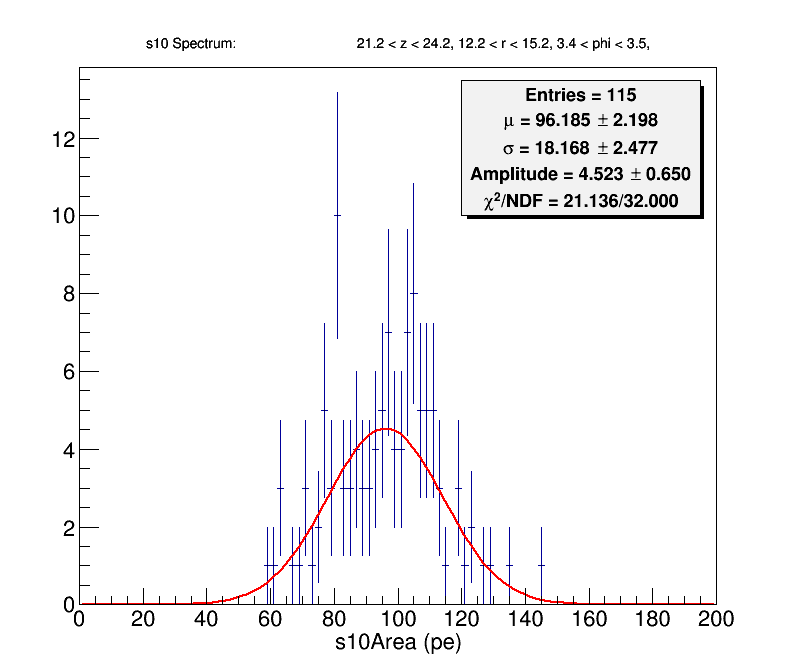 s10 Spectrum: 21.2 < z < 24.2, 12.2 < r < 15.2, 3.4 < phi < 3.5,
Entries = 115
μ = 96.185 ± 2.198
σ = 18.168 ± 2.477
Amplitude = 4.523 ± 0.650
χ²/NDF = 21.136/32.000
12
10
8
6
4
2
0
0 20 40 60 80 100 120 140 160 180 200
s10Area (pe)